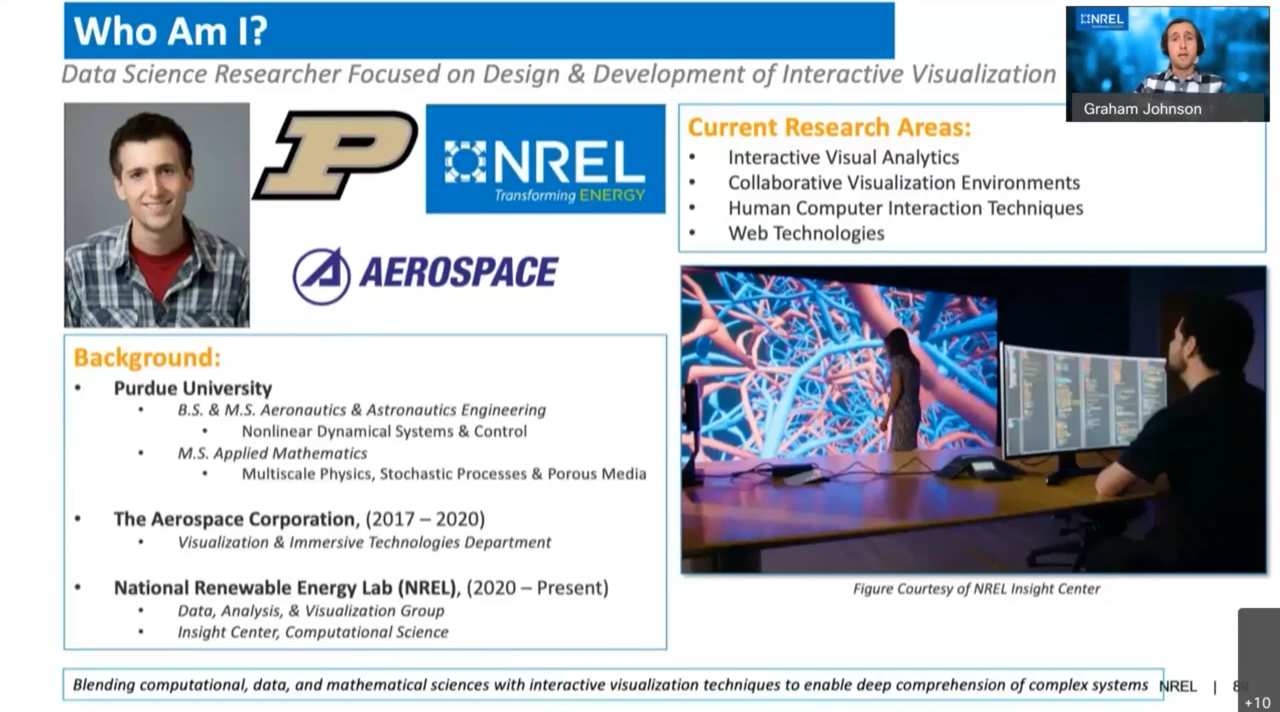 Who Am I?
Data Science Researcher Focused on Design & Development of Interactive Visualization
NREL
Graham Johnson
P
NREL
Transforming ENERGY
AEROSPACE
Current Research Areas:
• Interactive Visual Analytics
• Collaborative Visualization Environments
• Human Computer Interaction Techniques
• Web Technologies
Background:
• Purdue University
• B.S. & M.S. Aeronautics & Astronautics Engineering
• Nonlinear Dynamical Systems & Control
• M.S. Applied Mathematics
• Multiscale Physics, Stochastic Processes & Porous Media
• The Aerospace Corporation, (2017 – 2020)
• Visualization & Immersive Technologies Department
• National Renewable Energy Lab (NREL), (2020 – Present)
• Data, Analysis, & Visualization Group
• Insight Center, Computational Science
Figure Courtesy of NREL Insight Center
Blending computational, data, and mathematical sciences with interactive visualization techniques to enable deep comprehension of complex systems
NREL |
+10